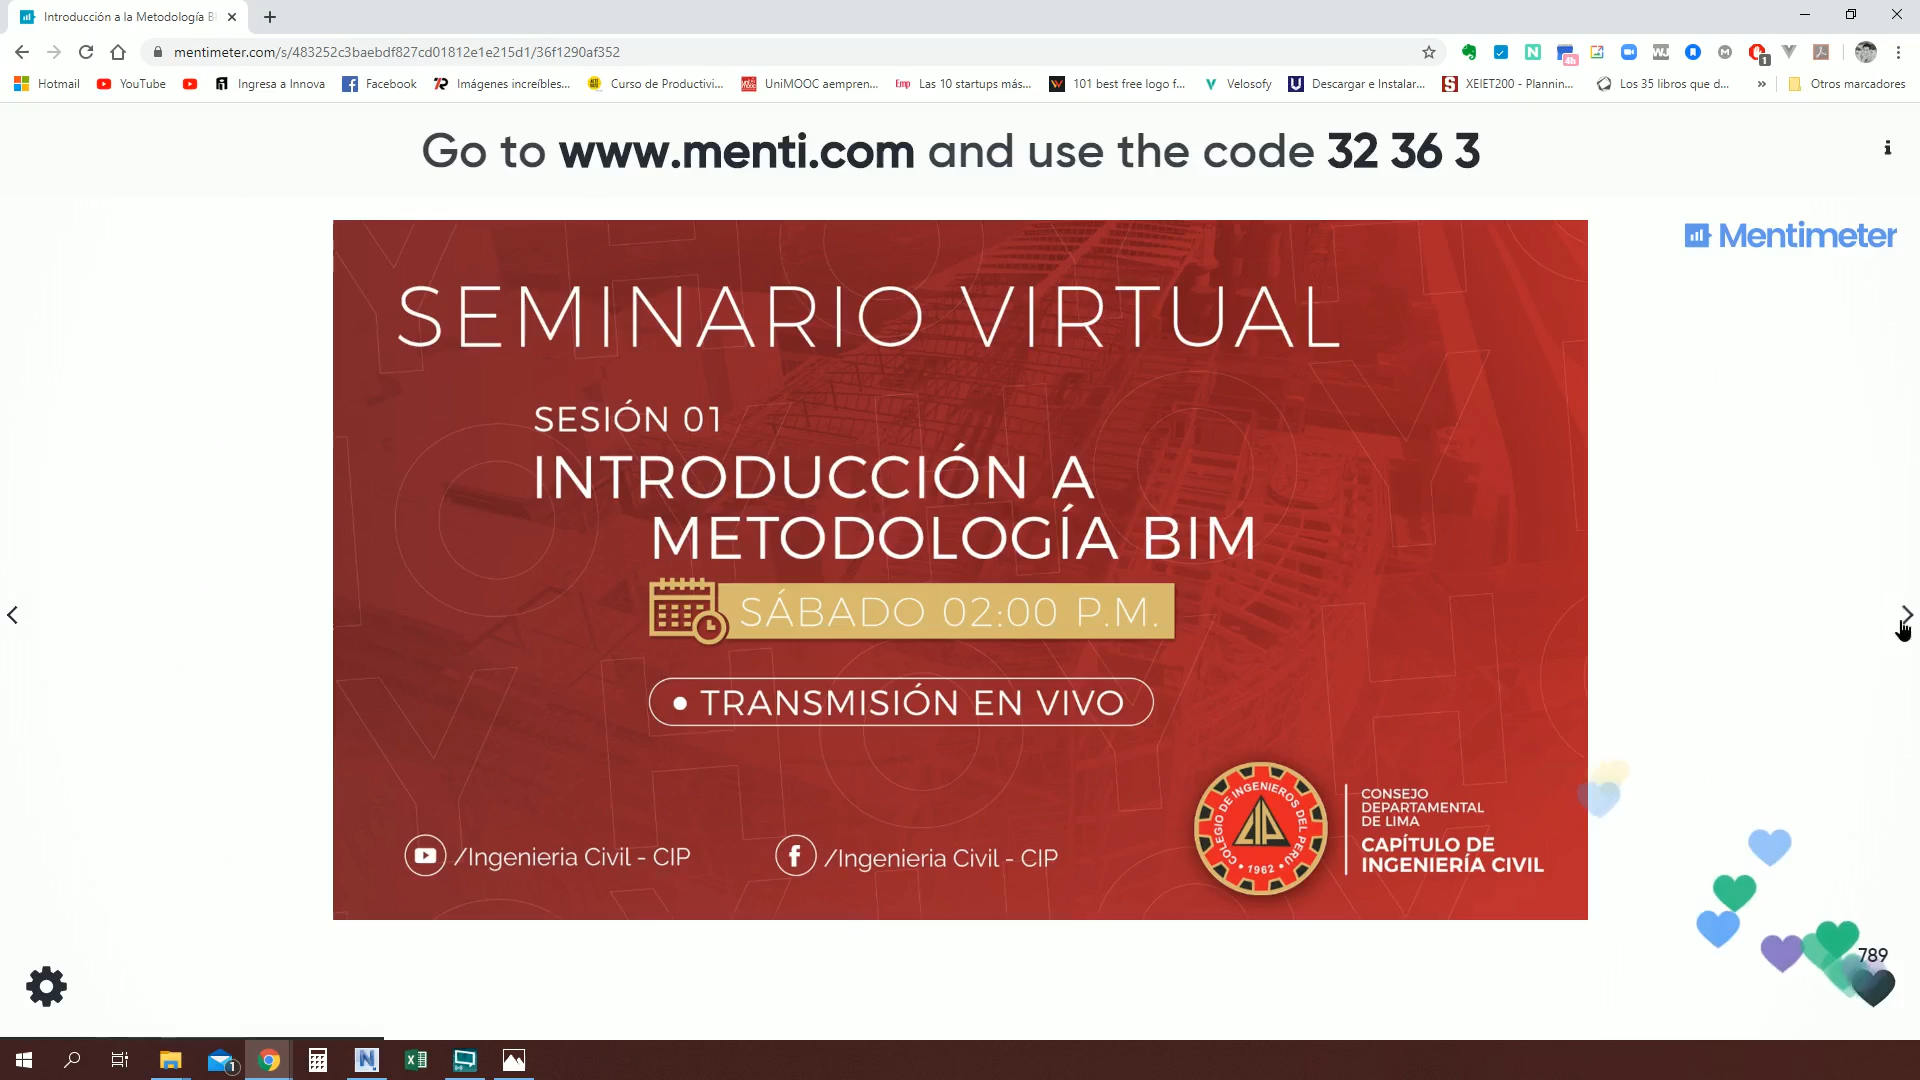 Introducción a la Metodología B
mentimeter.com/s/483252c3baebdf827cd01812e1e215d1/36f1290af352
Hotmail
YouTube
Ingresa a Innova
Facebook
Imágenes increíbles...
Curso de Productivi...
UniMOOC aempren...
Las 10 startups más...
101 best free logo f...
Velosofy
Descargar e Instalar...
XEIET200 - Plannin...
Los 35 libros que d...
»
Otros marcadores
Go to www.menti.com and use the code 32 36 3
Mentimeter
SEMINARIO VIRTUAL
SESIÓN 01
INTRODUCCIÓN A
METODOLOGÍA BIM
SÁBADO 02:00 P.M.
• TRANSMISIÓN EN VIVO
/Ingenieria Civil - CIP
/Ingenieria Civil - CIP
COLEGIO DE INGENIEROS DEL PERU
• 1962 •
CONSEJO
DEPARTAMENTAL
DE LIMA
CAPÍTULO DE
INGENIERÍA CIVIL
789